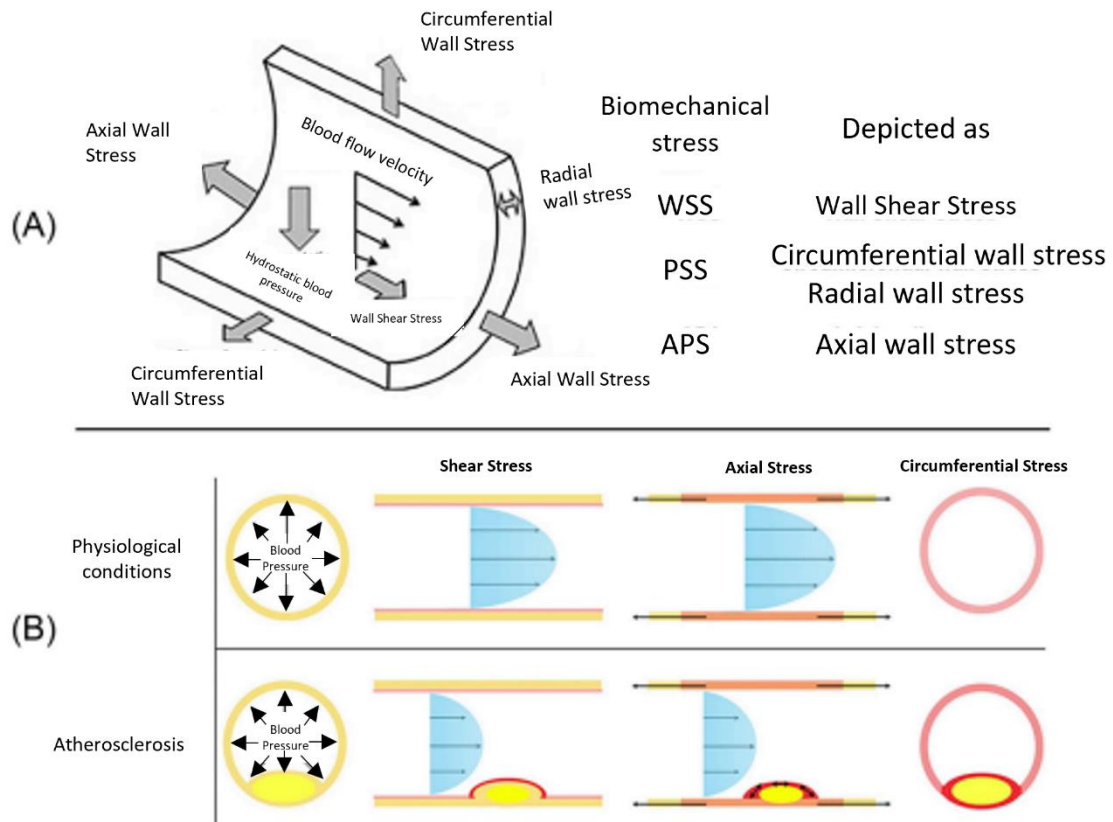 Circumferential
Wall Stress
Axial Wall
Stress
Blood flow velocity
Radial
wall stress
Hydrostatic blood
pressure
Wall Shear Stress
Circumferential
Wall Stress
Axial Wall Stress
(A)
Biomechanical
stress
Depicted as
WSS
Wall Shear Stress
PSS
Circumferential wall stress
Radial wall stress
APS
Axial wall stress
Shear Stress
Axial Stress
Circumferential Stress
(B)
Physiological
conditions
Blood
Pressure
Atherosclerosis
Blood
Pressure